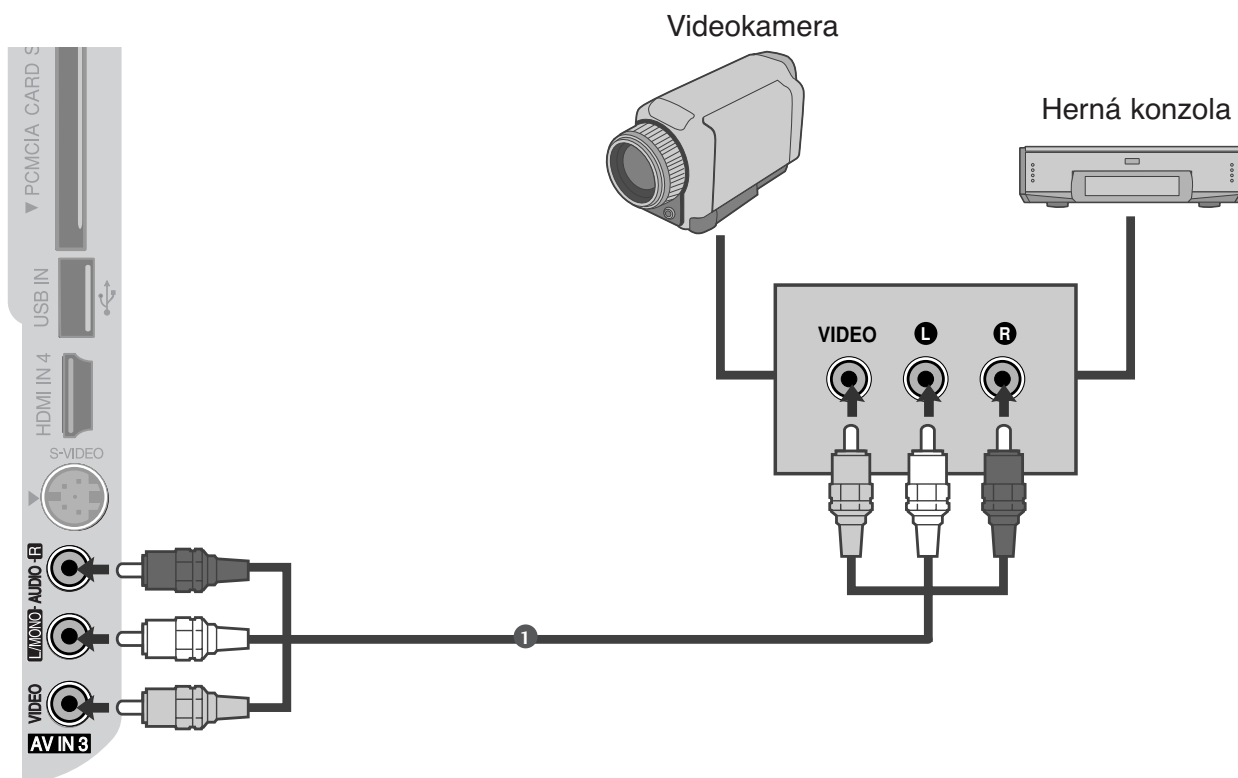 Videokamera
Herná konzola
▼ PCMCIA CARD S
USB IN
HDMI IN 4
S-VIDEO
L/MONO-AUDIO-R
VIDEO
AV IN 3
VIDEO L R
1